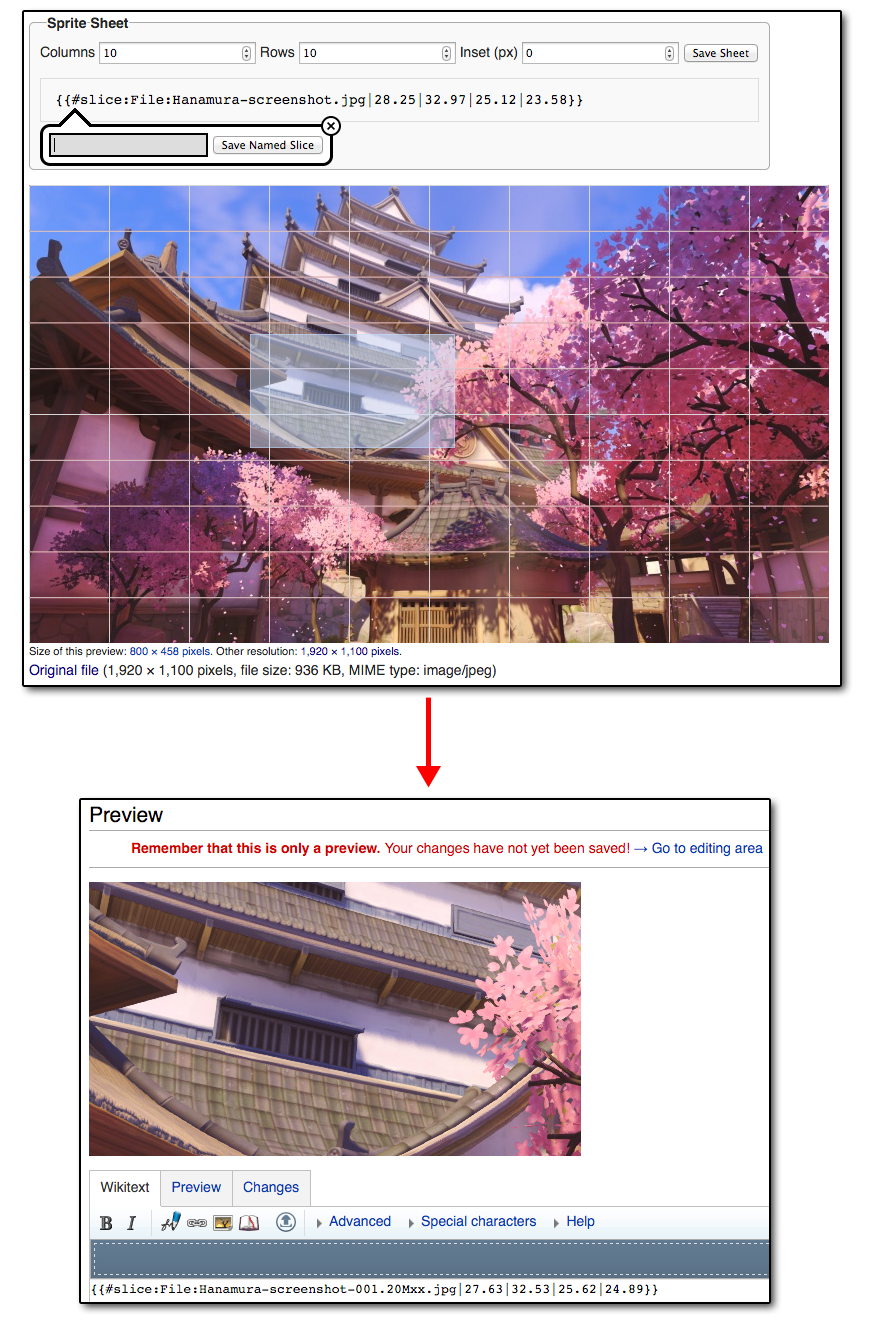 Sprite Sheet
Columns 10 Rows 10 Inset (px) 0 Save Sheet
{{#slice:File:Hanamura-screenshot.jpg|28.25|32.97|25.12|23.58}}
Save Named Slice
Size of this preview: 800 × 458 pixels. Other resolution: 1,920 × 1,100 pixels.
Original file (1,920 × 1,100 pixels, file size: 936 KB, MIME type: image/jpeg)
Preview
Remember that this is only a preview. Your changes have not yet been saved! → Go to editing area
Wikitext Preview Changes
B I Advanced Special characters Help
{{#slice:File:Hanamura-screenshot-001.20Mxx.jpg|27.63|32.53|25.62|24.89}}